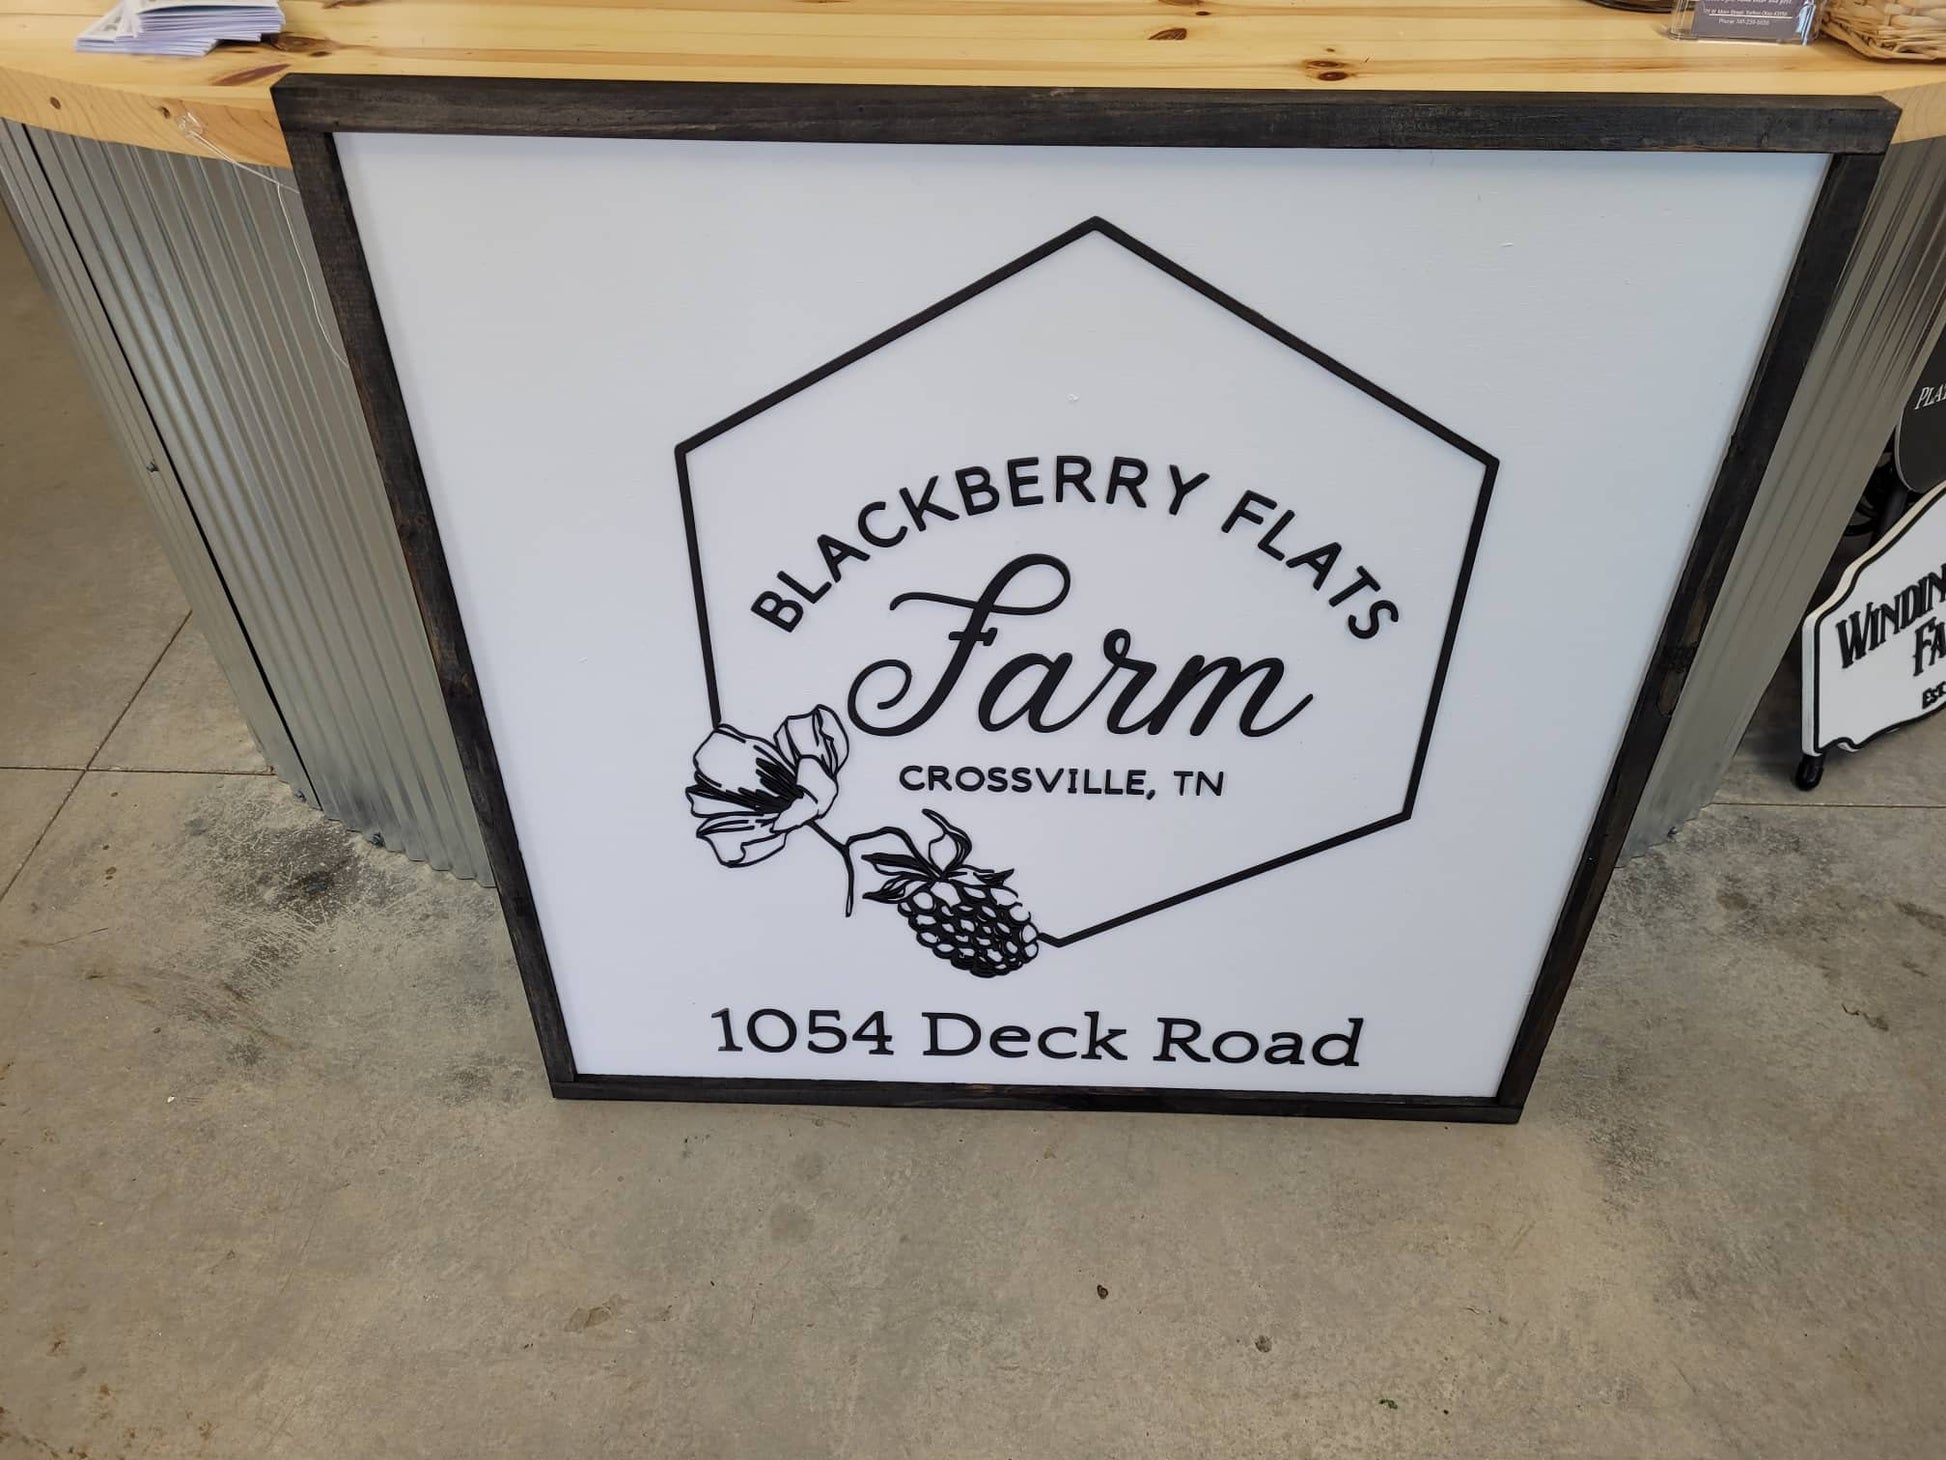 BLACKBERRY FLATS
Farm
CROSSVILLE, TN
1054 Deck Road